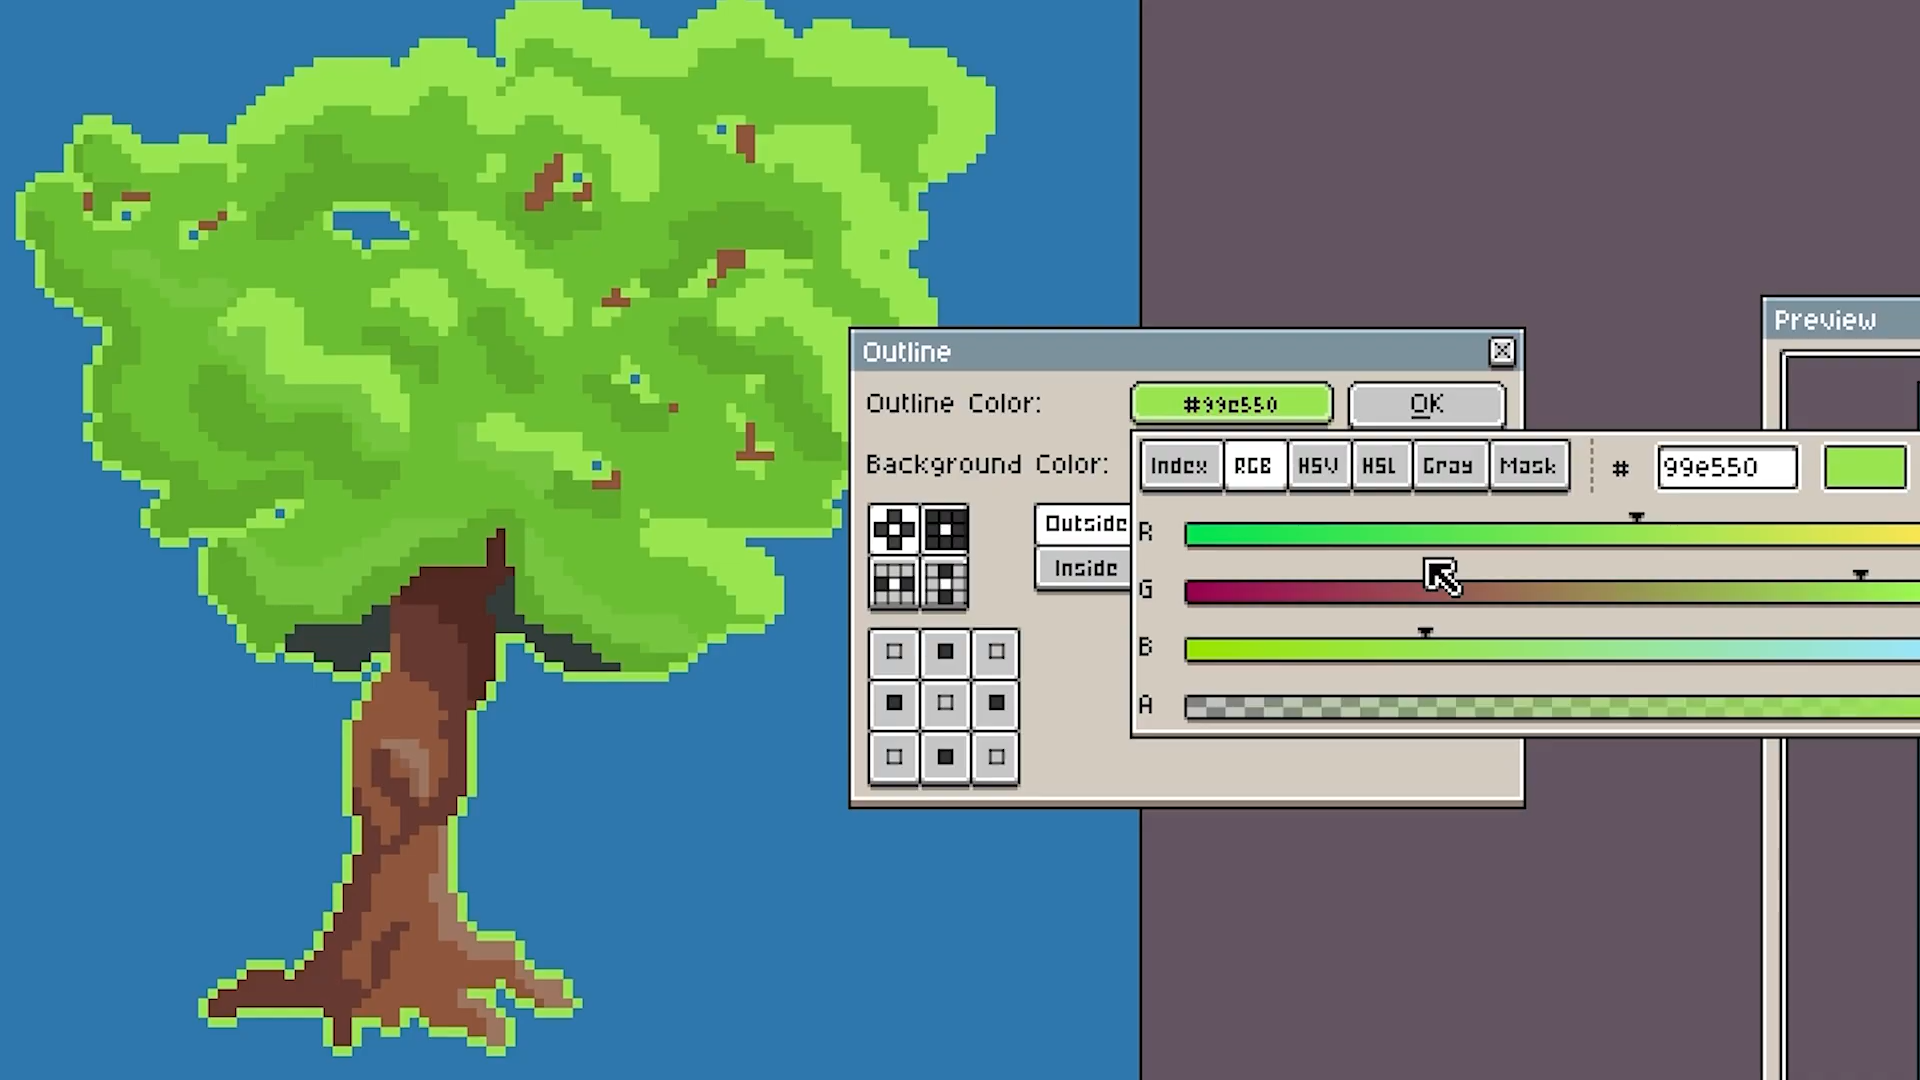 Preview
Outline
Outline Color: #99e550 OK
Background Color:
Index RGB HSV HSL Gray Mask # 99e550
Outside
Inside
R
G
B
A